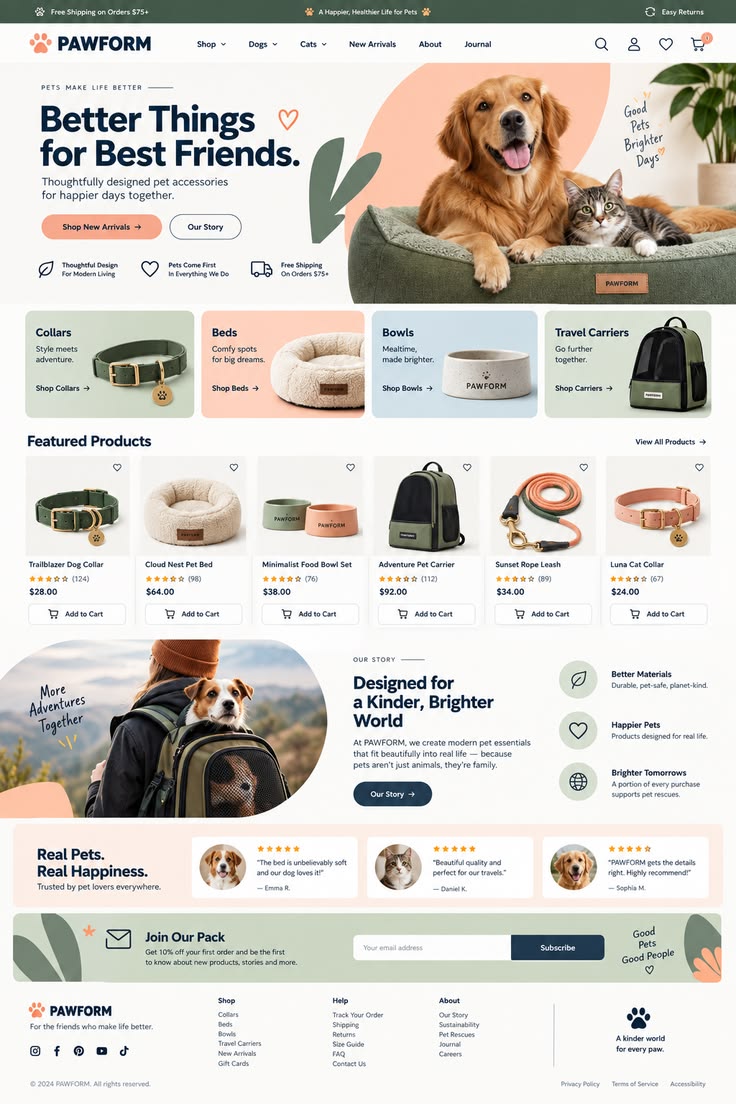 Free Shipping on Orders $75+
A Happier, Healthier Life for Pets
Easy Returns
PAWFORM
Shop
Dogs
Cats
New Arrivals
About
Journal
PETS MAKE LIFE BETTER
Better Things
for Best Friends.
Thoughtfully designed pet accessories
for happier days together.
Shop New Arrivals →
Our Story
Thoughtful Design
For Modern Living
Pets Come First
In Everything We Do
Free Shipping
On Orders $75+
Good
Pets
Brighter
Days
PAWFORM
Collars
Style meets
adventure.
Shop Collars →
Beds
Comfy spots
for big dreams.
Shop Beds →
Bowls
Mealtime,
made brighter.
Shop Bowls →
PAWFORM
Travel Carriers
Go further
together.
Shop Carriers →
PAWFORM
Featured Products
View All Products →
PAWFORM
PAWFORM
PAWFORM
Trailblazer Dog Collar
(124)
$28.00
Add to Cart
Cloud Nest Pet Bed
(98)
$64.00
Add to Cart
Minimalist Food Bowl Set
(76)
$38.00
Add to Cart
Adventure Pet Carrier
(112)
$92.00
Add to Cart
Sunset Rope Leash
(89)
$34.00
Add to Cart
Luna Cat Collar
(67)
$24.00
Add to Cart
More
Adventures
Together
OUR STORY
Designed for
a Kinder, Brighter
World
At PAWFORM, we create modern pet essentials
that fit beautifully into real life — because
pets aren't just animals, they're family.
Our Story →
Better Materials
Durable, pet-safe, planet-kind.
Happier Pets
Products designed for real life.
Brighter Tomorrows
A portion of every purchase
supports pet rescues.
Real Pets.
Real Happiness.
Trusted by pet lovers everywhere.
"The bed is unbelievably soft
and our dog loves it!"
— Emma R.
"Beautiful quality and
perfect for our travels."
— Daniel K.
"PAWFORM gets the details
right. Highly recommend!"
— Sophia M.
Join Our Pack
Get 10% off your first order and be the first
to know about new products, stories and more.
Your email address
Subscribe
Good
Pets
Good People
PAWFORM
For the friends who make life better.
Shop
Collars
Beds
Bowls
Travel Carriers
New Arrivals
Gift Cards
Help
Track Your Order
Shipping
Returns
Size Guide
FAQ
Contact Us
About
Our Story
Sustainability
Pet Rescues
Journal
Careers
A kinder world
for every paw.
© 2024 PAWFORM. All rights reserved.
Privacy Policy
Terms of Service
Accessibility